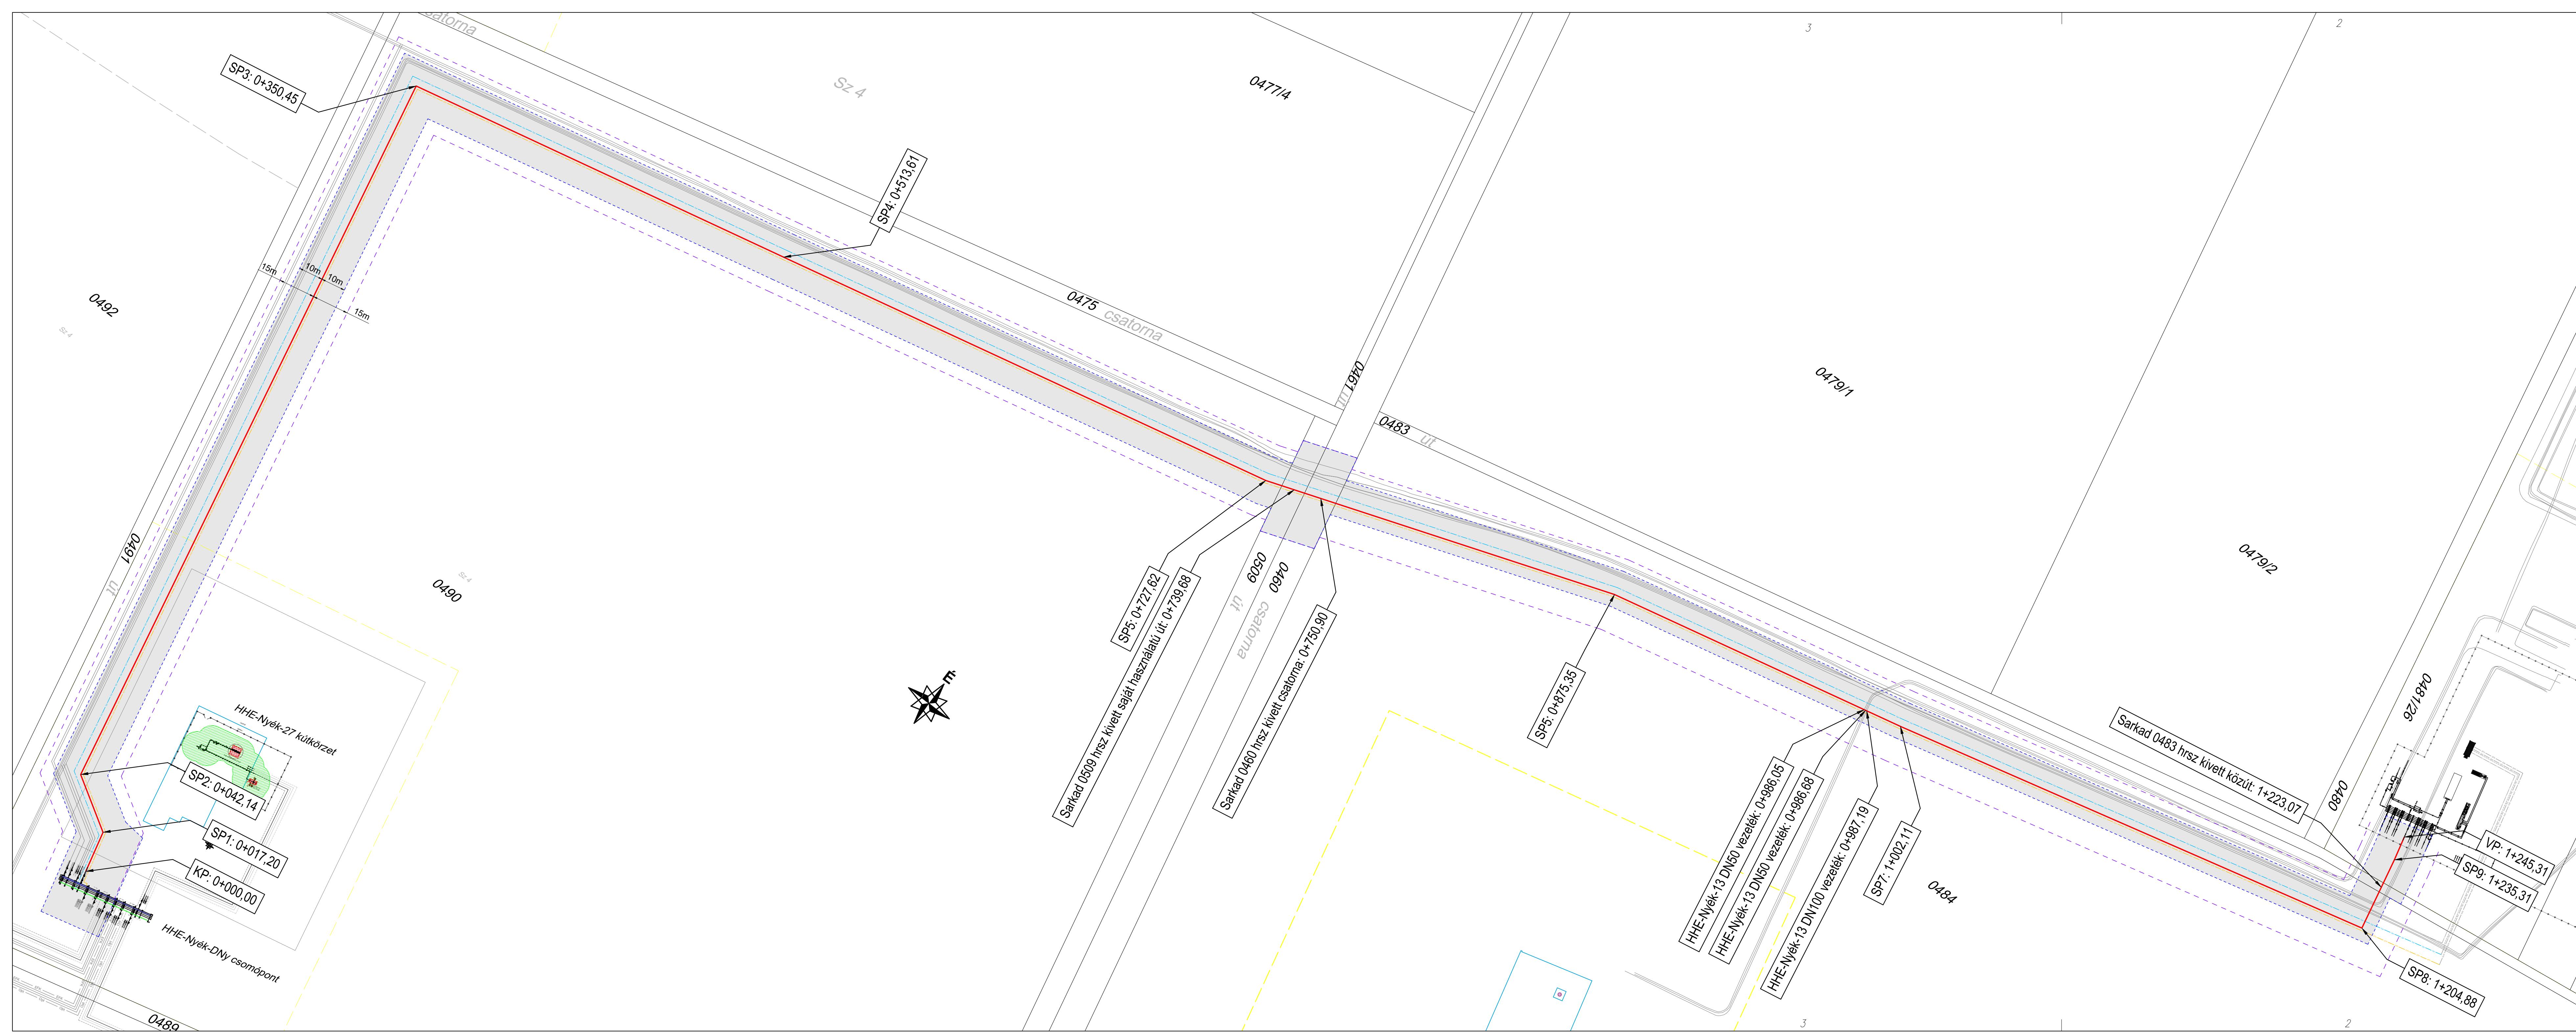 csatorna
3
2
Sz 4
0477/4
SP3: 0+350,45
SP4: 0+513,61
15m
10m
10m
15m
0492
Sz 4
0475 csatorna
0461
út
0483 út
0479/1
0479/2
0491
út
0490
Sz 4
0509
út
0460
csatorna
SP5: 0+727,62
Sarkad 0509 hrsz kivett saját használatú út: 0+739,68
Sarkad 0460 hrsz kivett csatorna: 0+750,90
SP5: 0+875,35
É
HHE-Nyék-27 kútkörzet
SP2: 0+042,14
SP1: 0+017,20
KP: 0+000,00
HHE-Nyék-DNy csomópont
0489
HHE-Nyék-13 DN50 vezeték: 0+986,05
HHE-Nyék-13 DN50 vezeték: 0+986,68
HHE-Nyék-13 DN100 vezeték: 0+987,19
SP7: 1+002,11
0484
Sarkad 0483 hrsz kivett közút: 1+223,07
0481/26
0480
VP: 1+245,31
SP9: 1+235,31
SP8: 1+204,88
3
2